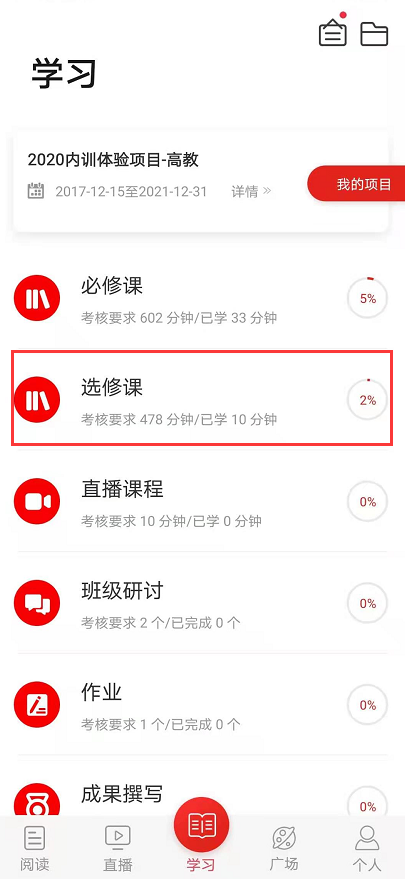 学习
2020内训体验项目-高教
2017-12-15至2021-12-31 详情 »
我的项目
必修课
考核要求 602 分钟/已学 33 分钟
5%
选修课
考核要求 478 分钟/已学 10 分钟
2%
直播课程
考核要求 10 分钟/已学 0 分钟
0%
班级研讨
考核要求 2 个/已完成 0 个
0%
作业
考核要求 1 个/已完成 0 个
0%
成果撰写
0%
阅读 直播 学习 广场 个人